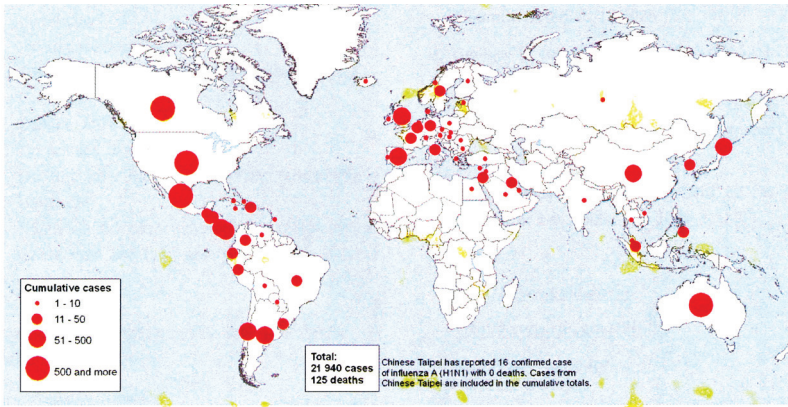 Cumulative cases
1 - 10
11 - 50
51 - 500
500 and more
Total:
21 940 cases
125 deaths
Chinese Taipei has reported 16 confirmed case
of influenza A (H1N1) with 0 deaths. Cases from
Chinese Taipei are included in the cumulative totals.